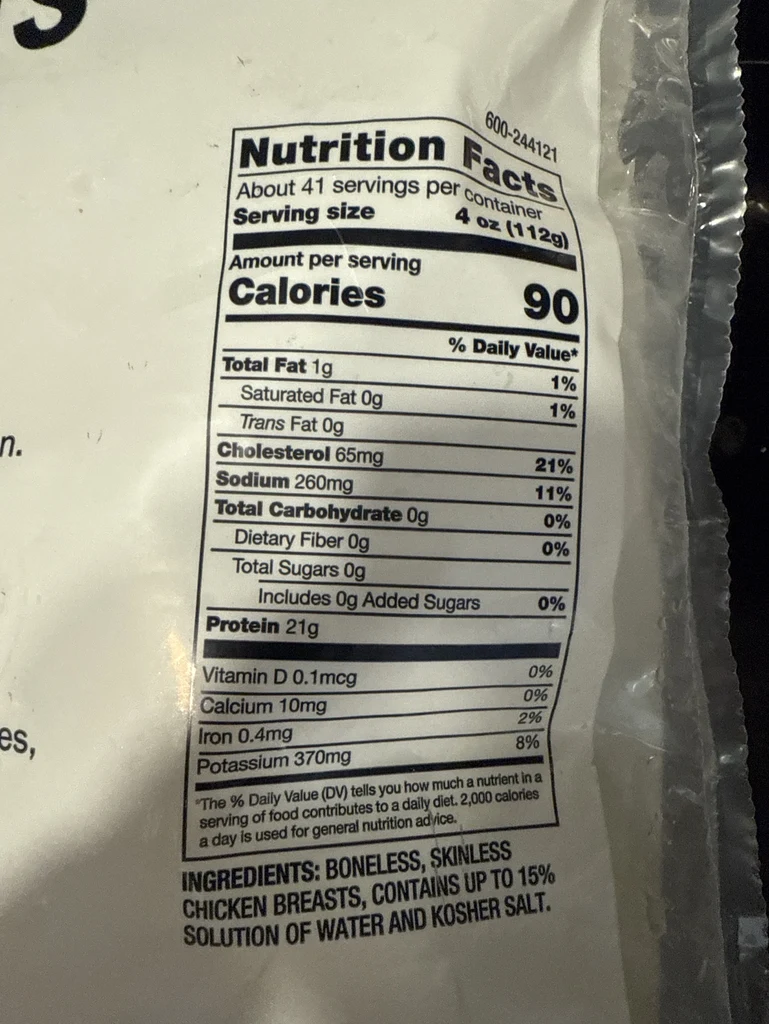 s
600-244121
Nutrition Facts
About 41 servings per container
Serving size 4 oz (112g)
Amount per serving
Calories 90
% Daily Value*
Total Fat 1g 1%
Saturated Fat 0g 1%
Trans Fat 0g
Cholesterol 65mg 21%
Sodium 260mg 11%
Total Carbohydrate 0g 0%
Dietary Fiber 0g 0%
Total Sugars 0g
Includes 0g Added Sugars 0%
Protein 21g
Vitamin D 0.1mcg 0%
Calcium 10mg 0%
Iron 0.4mg 2%
Potassium 370mg 8%
*The % Daily Value (DV) tells you how much a nutrient in a
serving of food contributes to a daily diet. 2,000 calories
a day is used for general nutrition advice.
INGREDIENTS: BONELESS, SKINLESS
CHICKEN BREASTS, CONTAINS UP TO 15%
SOLUTION OF WATER AND KOSHER SALT.
n.
es,